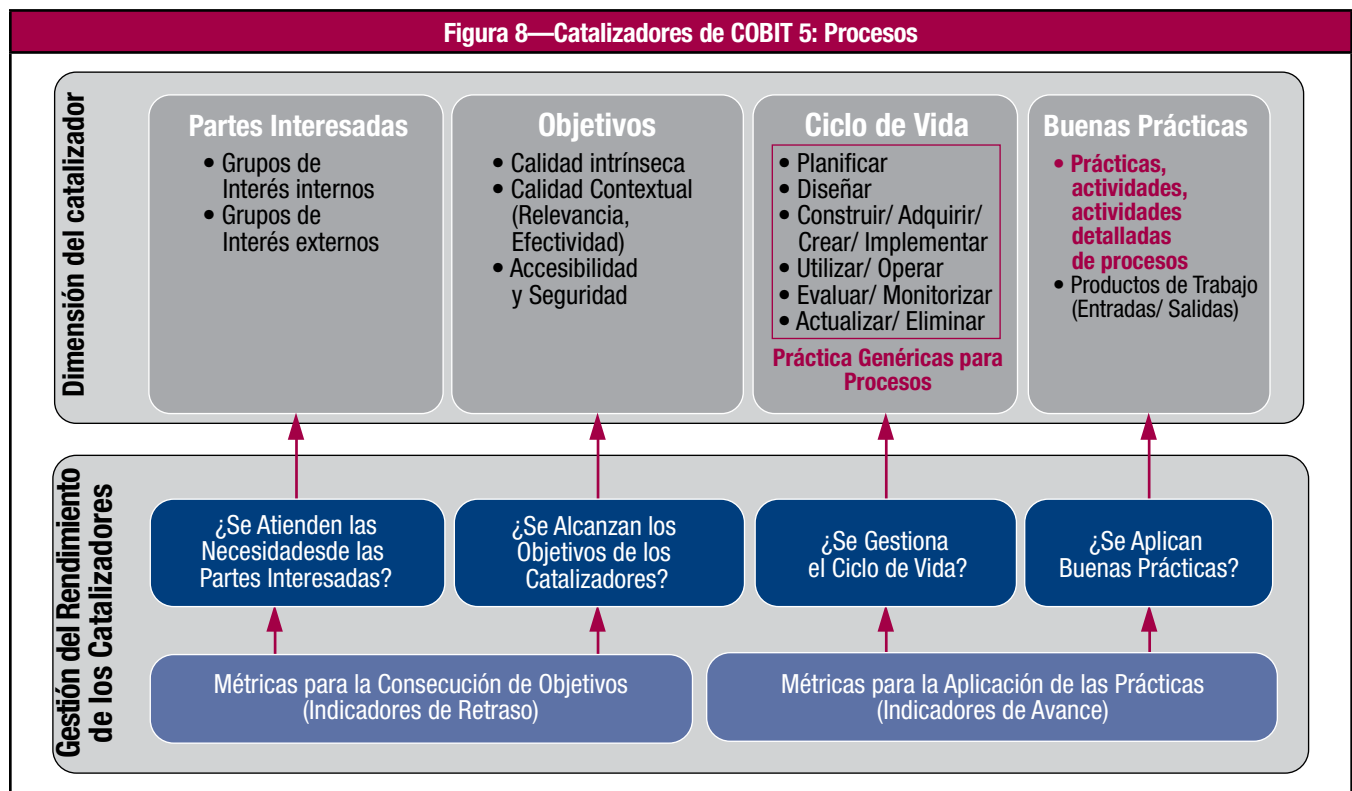 Figura 8—Catalizadores de COBIT 5: Procesos
Dimensión del catalizador
Partes Interesadas
• Grupos de
Interés internos
• Grupos de
Interés externos
Objetivos
• Calidad intrínseca
• Calidad Contextual
(Relevancia,
Efectividad)
• Accesibilidad
y Seguridad
Ciclo de Vida
• Planificar
• Diseñar
• Construir/ Adquirir/
Crear/ Implementar
• Utilizar/ Operar
• Evaluar/ Monitorizar
• Actualizar/ Eliminar
Práctica Genéricas para
Procesos
Buenas Prácticas
• Prácticas,
actividades,
actividades
detalladas
de procesos
• Productos de Trabajo
(Entradas/ Salidas)
Gestión del Rendimiento
de los Catalizadores
¿Se Atienden las
Necesidadesde las
Partes Interesadas?
¿Se Alcanzan los
Objetivos de los
Catalizadores?
¿Se Gestiona
el Ciclo de Vida?
¿Se Aplican
Buenas Prácticas?
Métricas para la Consecución de Objetivos
(Indicadores de Retraso)
Métricas para la Aplicación de las Prácticas
(Indicadores de Avance)